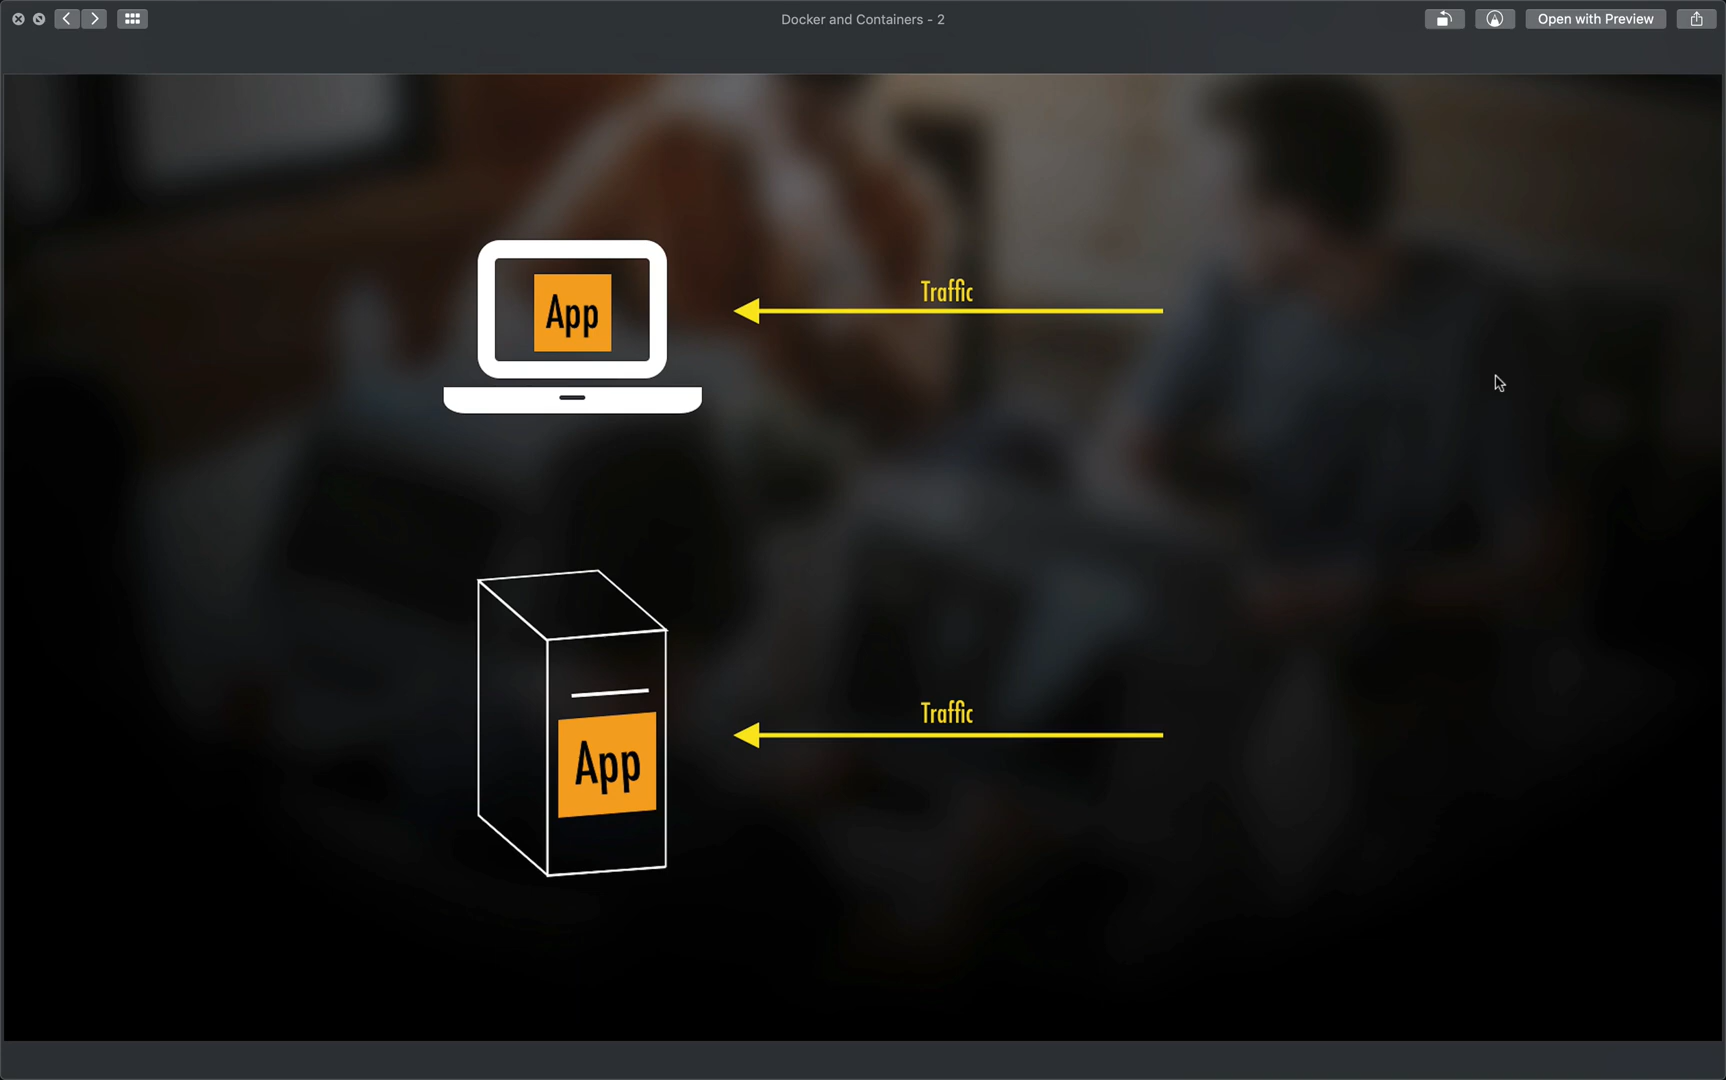 Docker and Containers - 2
Open with Preview
App
Traffic
Traffic
App